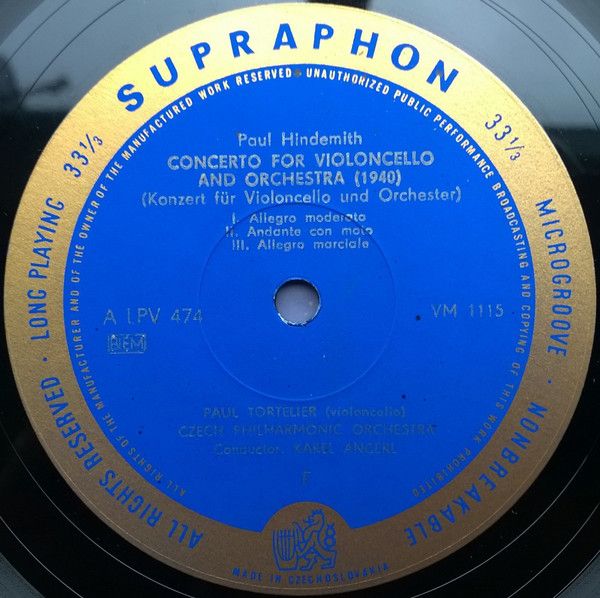 SUPRAPHON
33⅓
33⅓
LONG PLAYING
MICROGROOVE · NONBREAKABLE
ALL RIGHTS RESERVED
ALL RIGHTS OF THE MANUFACTURER AND OF THE OWNER OF THE MANUFACTURED WORK RESERVED · UNAUTHORIZED PUBLIC PERFORMANCE BROADCASTING AND COPYING OF THIS WORK PROHIBITED
Paul Hindemith
CONCERTO FOR VIOLONCELLO
AND ORCHESTRA (1940)
(Konzert für Violoncello und Orchester)
I. Allegro moderato
II. Andante con moto
III. Allegro marciale
A LPV 474
VM 1115
PAUL TORTELIER (violoncello)
CZECH PHILHARMONIC ORCHESTRA
Conductor: KAREL ANČERL
F
MADE IN CZECHOSLOVAKIA